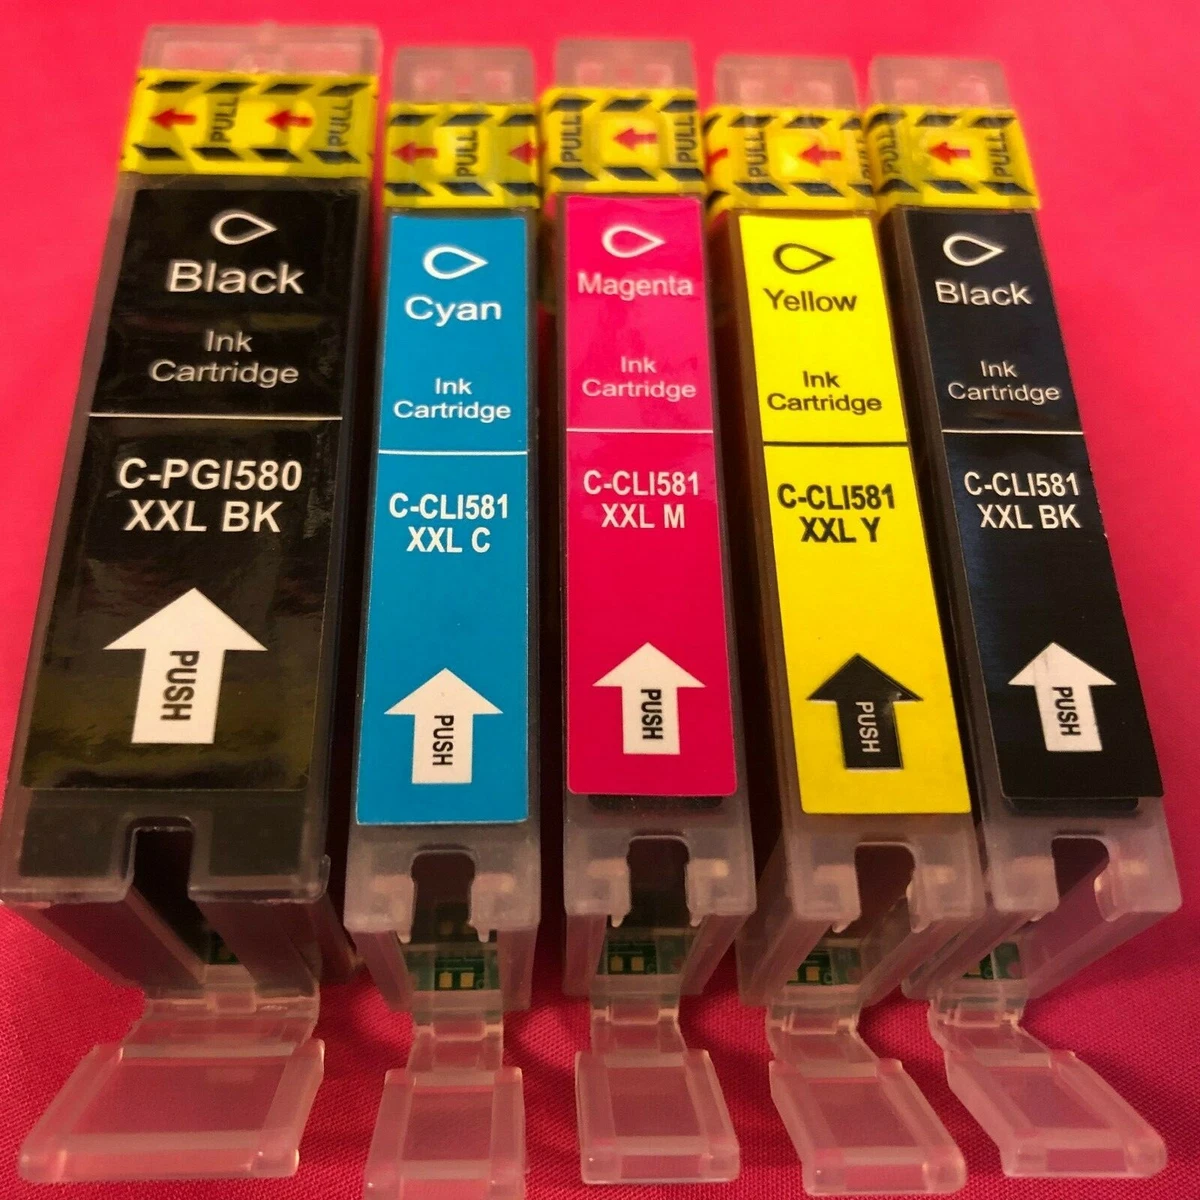 PULL PULL
Black
Ink
Cartridge
C-PGI580
XXL BK
PUSH
PULL
Cyan
Ink
Cartridge
C-CLI581
XXL C
PUSH
PULL PULL
Magenta
Ink
Cartridge
C-CLI581
XXL M
PUSH
PULL PULL
Yellow
Ink
Cartridge
C-CLI581
XXL Y
PUSH
PULL PULL
Black
Ink
Cartridge
C-CLI581
XXL BK
PUSH